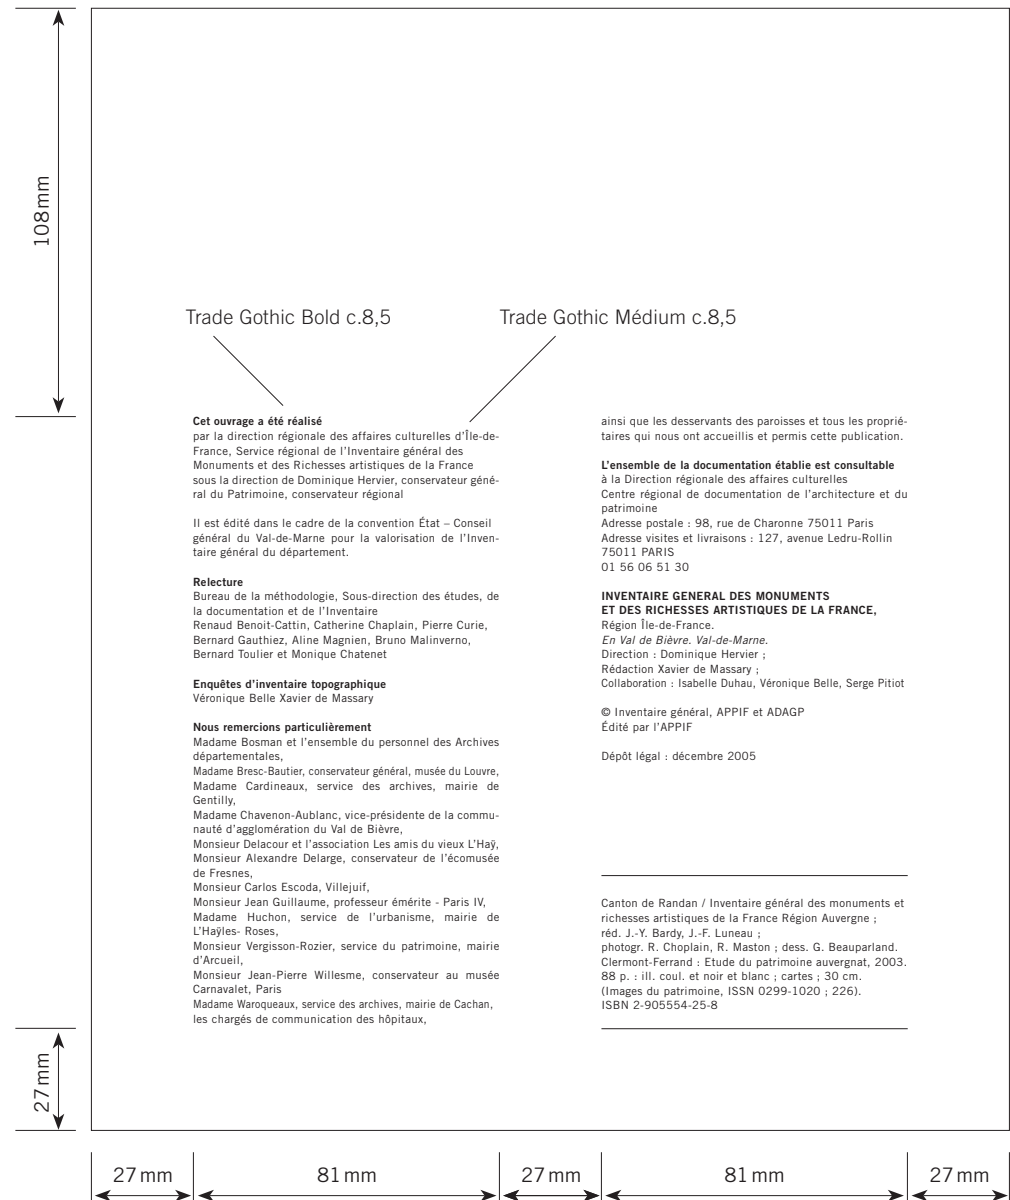 108mm
Trade Gothic Bold c.8,5
Trade Gothic Médium c.8,5
Cet ouvrage a été réalisé
par la direction régionale des affaires culturelles d’Île-de-
France, Service régional de l’Inventaire général des
Monuments et des Richesses artistiques de la France
sous la direction de Dominique Hervier, conservateur géné-
ral du Patrimoine, conservateur régional
Il est édité dans le cadre de la convention État – Conseil
général du Val-de-Marne pour la valorisation de l’Inven-
taire général du département.
Relecture
Bureau de la méthodologie, Sous-direction des études, de
la documentation et de l’Inventaire
Renaud Benoit-Cattin, Catherine Chaplain, Pierre Curie,
Bernard Gauthiez, Aline Magnien, Bruno Malinverno,
Bernard Toulier et Monique Chatenet
Enquêtes d’inventaire topographique
Véronique Belle Xavier de Massary
Nous remercions particulièrement
Madame Bosman et l’ensemble du personnel des Archives
départementales,
Madame Bresc-Bautier, conservateur général, musée du Louvre,
Madame Cardineaux, service des archives, mairie de
Gentilly,
Madame Chavenon-Aublanc, vice-présidente de la commu-
nauté d’agglomération du Val de Bièvre,
Monsieur Delacour et l’association Les amis du vieux L’Haÿ,
Monsieur Alexandre Delarge, conservateur de l’écomusée
de Fresnes,
Monsieur Carlos Escoda, Villejuif,
Monsieur Jean Guillaume, professeur émérite - Paris IV,
Madame Huchon, service de l’urbanisme, mairie de
L’Haÿles- Roses,
Monsieur Vergisson-Rozier, service du patrimoine, mairie
d’Arcueil,
Monsieur Jean-Pierre Willesme, conservateur au musée
Carnavalet, Paris
Madame Waroqueaux, service des archives, mairie de Cachan,
les chargés de communication des hôpitaux,
ainsi que les desservants des paroisses et tous les proprié-
taires qui nous ont accueillis et permis cette publication.
L’ensemble de la documentation établie est consultable
à la Direction régionale des affaires culturelles
Centre régional de documentation de l’architecture et du
patrimoine
Adresse postale : 98, rue de Charonne 75011 Paris
Adresse visites et livraisons : 127, avenue Ledru-Rollin
75011 PARIS
01 56 06 51 30
INVENTAIRE GENERAL DES MONUMENTS
ET DES RICHESSES ARTISTIQUES DE LA FRANCE,
Région Île-de-France.
En Val de Bièvre. Val-de-Marne.
Direction : Dominique Hervier ;
Rédaction Xavier de Massary ;
Collaboration : Isabelle Duhau, Véronique Belle, Serge Pitiot
© Inventaire général, APPIF et ADAGP
Édité par l’APPIF
Dépôt légal : décembre 2005
Canton de Randan / Inventaire général des monuments et
richesses artistiques de la France Région Auvergne ;
réd. J.-Y. Bardy, J.-F. Luneau ;
photogr. R. Choplain, R. Maston ; dess. G. Beauparland.
Clermont-Ferrand : Etude du patrimoine auvergnat, 2003.
88 p. : ill. coul. et noir et blanc ; cartes ; 30 cm.
(Images du patrimoine, ISSN 0299-1020 ; 226).
ISBN 2-905554-25-8
27mm
27mm
81mm
27mm
81mm
27mm